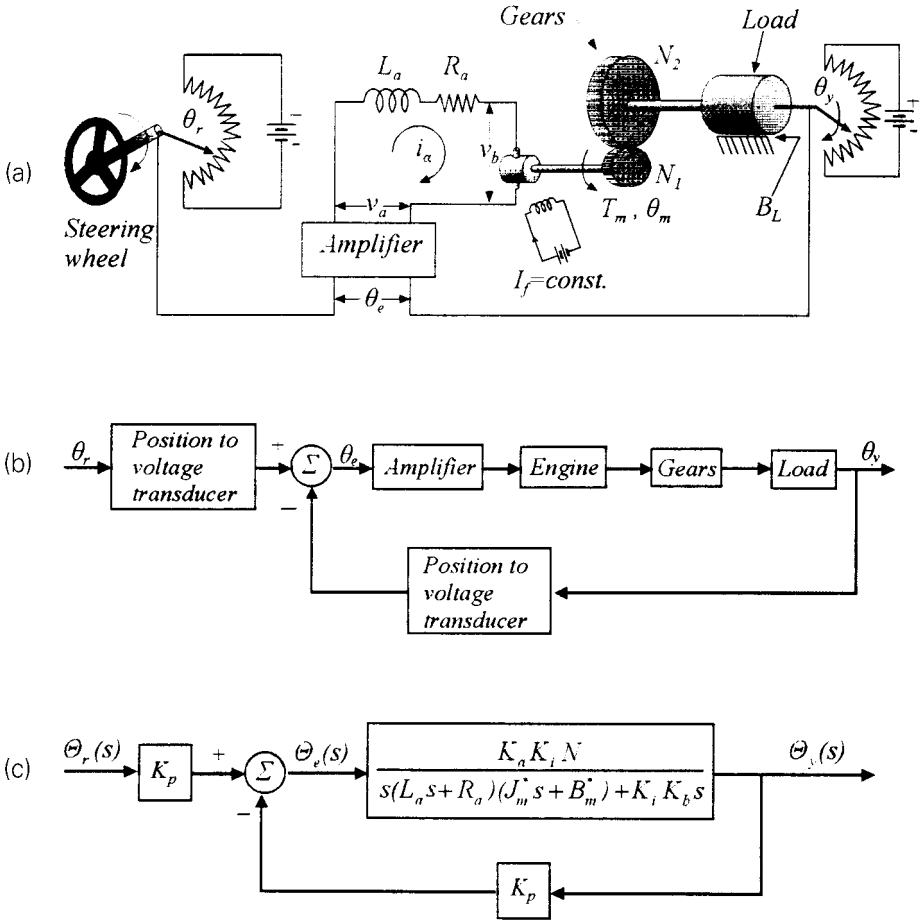 (a)
Gears
Load
L_a R_a
N_2
θ_r
θ_y
i_α
v_b
N_1
v_a
T_m , θ_m
B_L
Steering
wheel
Amplifier
I_f=const.
θ_e
+
−
−
−
(b)
θ_r
Position to
voltage
transducer
+
Σ
−
θ_e
Amplifier
Engine
Gears
Load
θ_y
Position to
voltage
transducer
(c)
Θ_r(s)
K_p
+
Σ
−
Θ_e(s)
K_a K_i N
s(L_a s+R_a)(J_m^* s+B_m^*)+K_i K_b s
Θ_y(s)
K_p